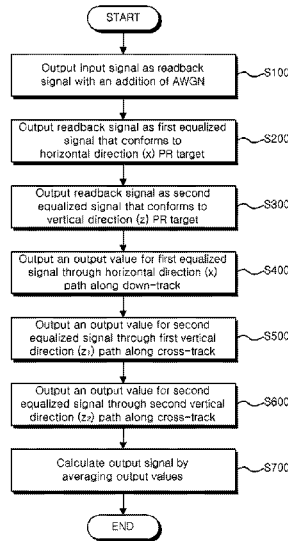 START
Output input signal as readback
signal with an addition of AWGN
S100
Output readback signal as first equalized
signal that conforms to
horizontal direction (x) PR target
S200
Output readback signal as second
equalized signal that conforms to
vertical direction (z) PR target
S300
Output an output value for first equalized
signal through horizontal direction (x)
path along down-track
S400
Output an output value for second
equalized signal through first vertical
direction (z₁) path along cross-track
S500
Output an output value for second
equalized signal through second vertical
direction (z₂) path along cross-track
S600
Calculate output signal by
averaging output values
S700
END